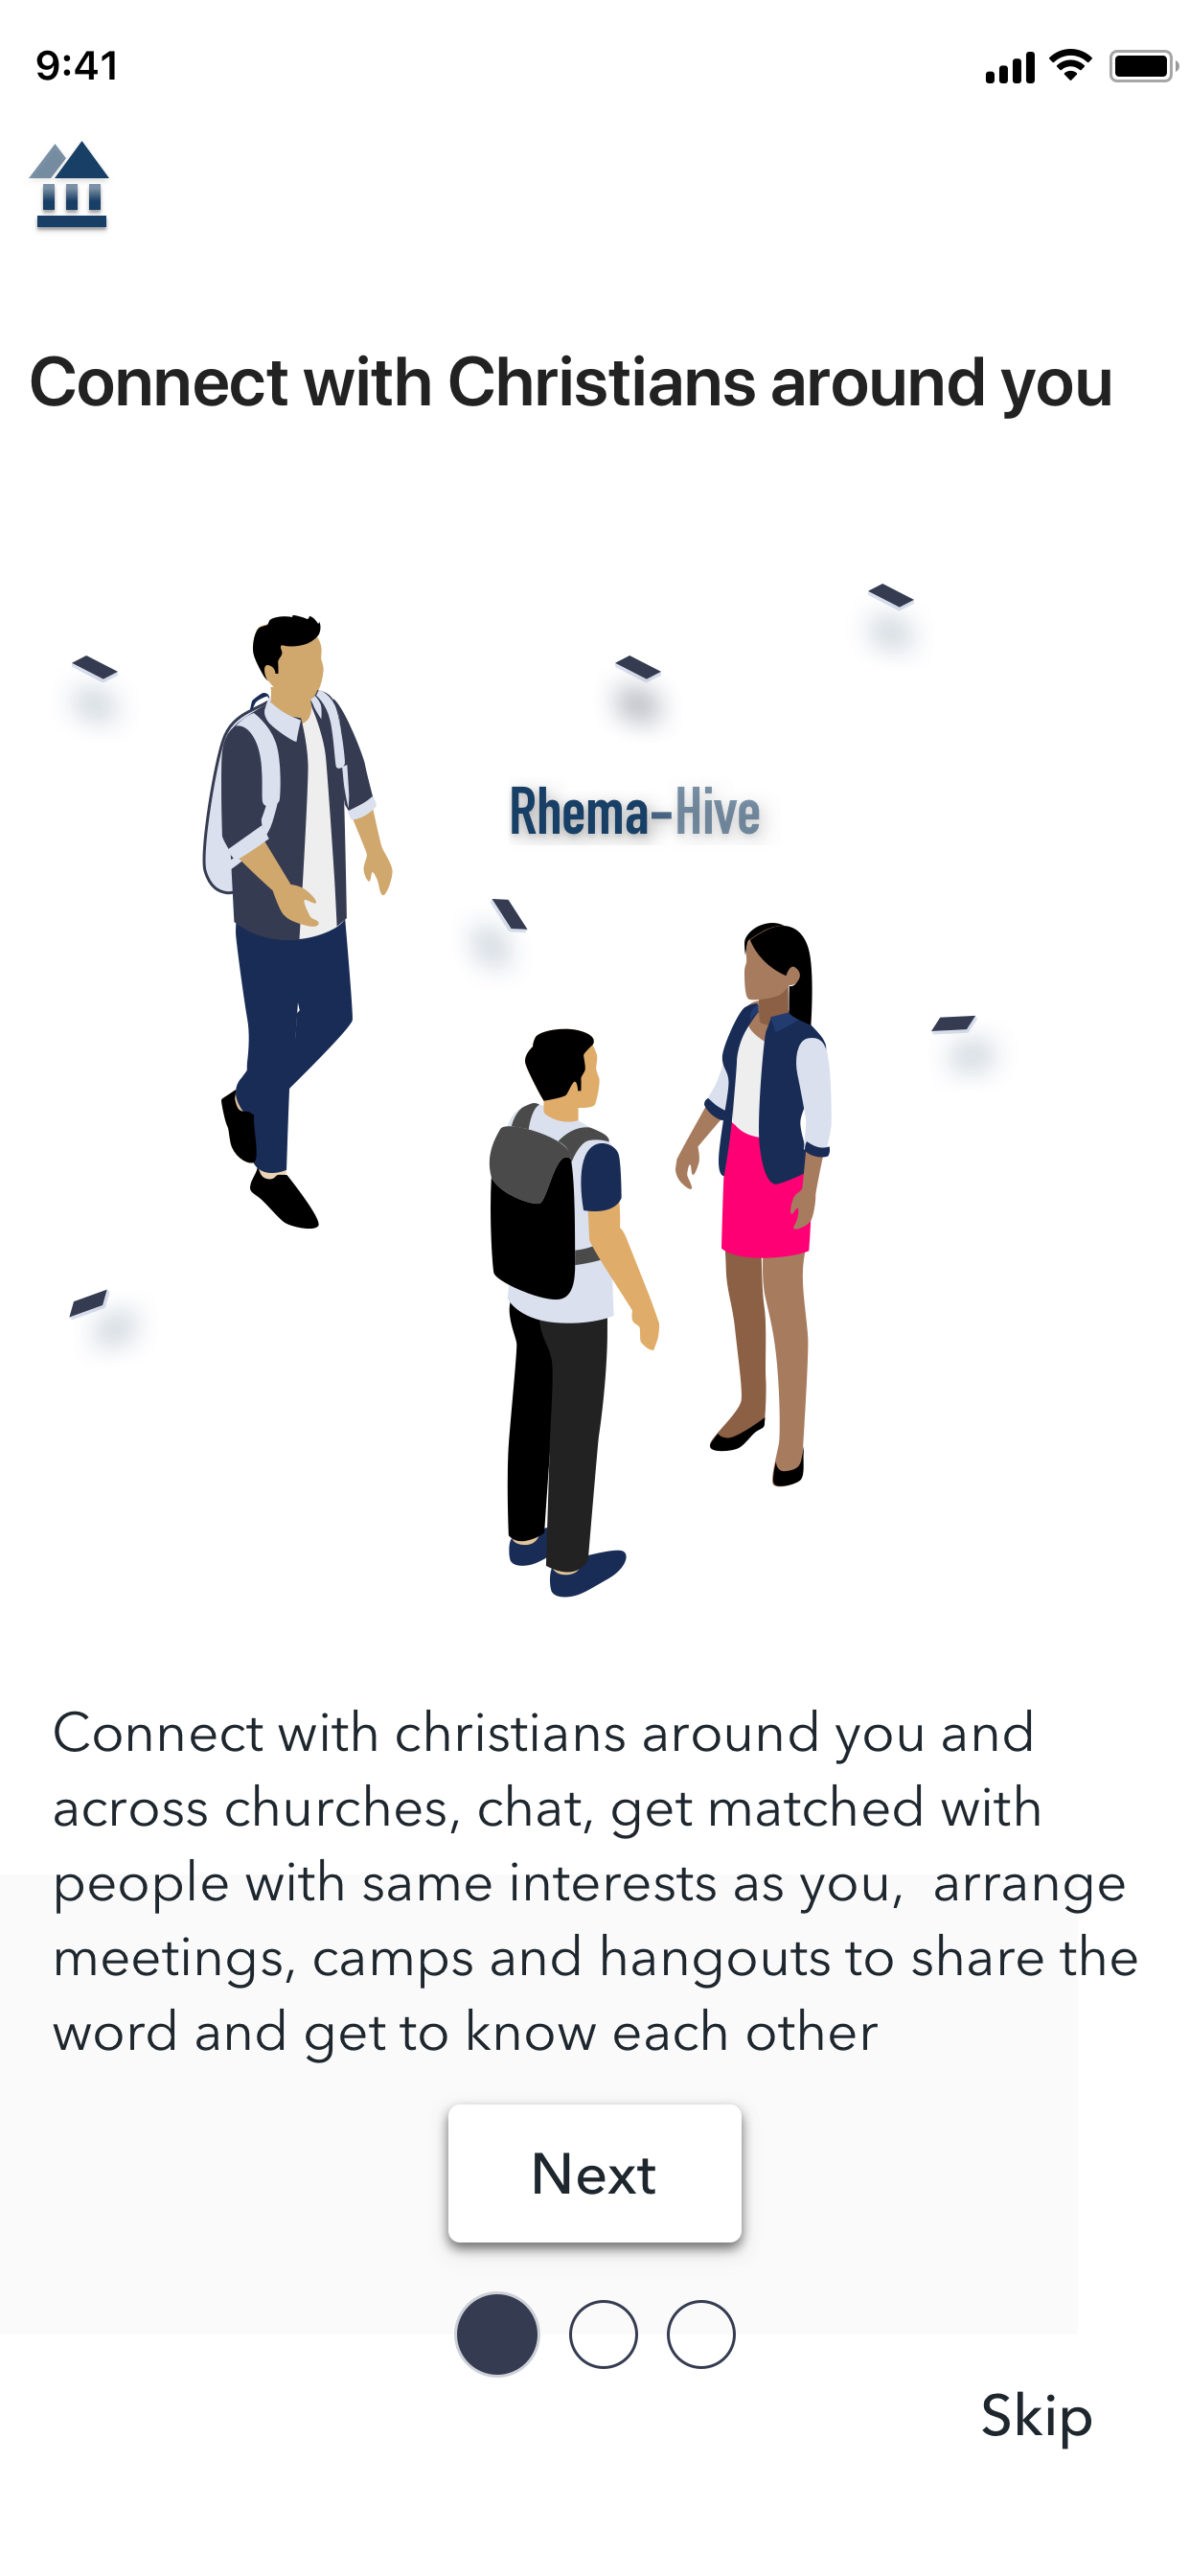 9:41
Connect with Christians around you
Rhema-Hive
Connect with christians around you and
across churches, chat, get matched with
people with same interests as you,  arrange
meetings, camps and hangouts to share the
word and get to know each other
Next
Skip